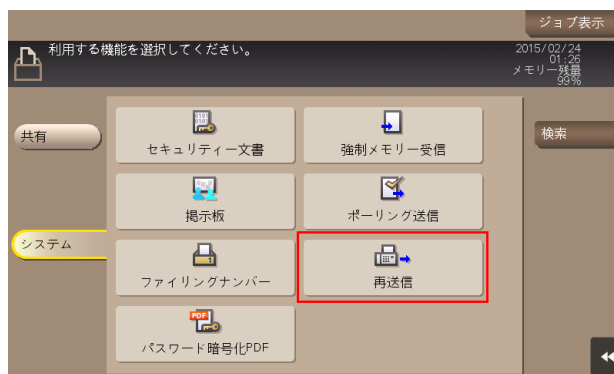 ジョブ表示
利用する機能を選択してください。
2015/02/24
01:26
メモリー残量
99%
共有
セキュリティー文書
強制メモリー受信
検索
掲示板
ポーリング送信
システム
ファイリングナンバー
再送信
PDF
パスワード暗号化PDF